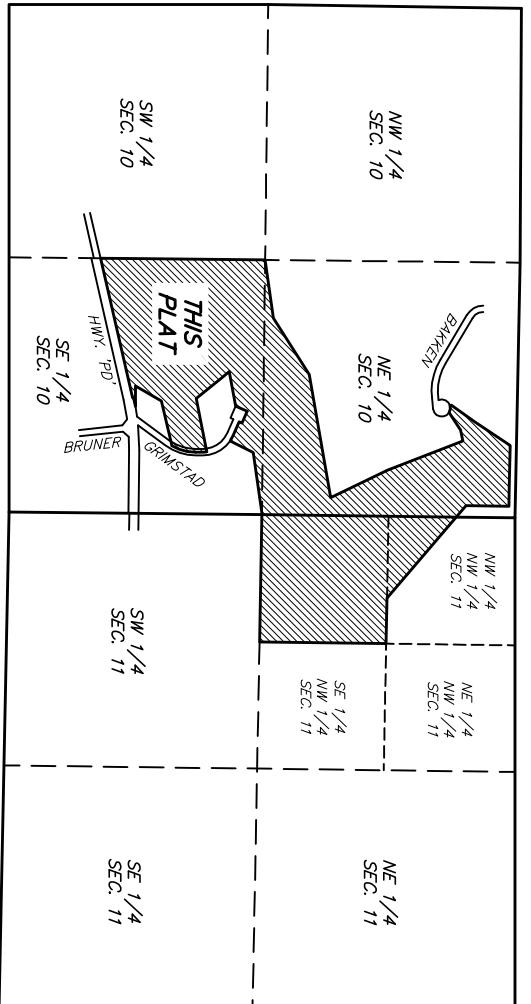 NW 1/4
SEC. 10
SW 1/4
SEC. 10
BAKKEN
NE 1/4
SEC. 10
THIS
PLAT
HWY. 'PD'
SE 1/4
SEC. 10
BRUNER
GRIMSTAD
NW 1/4
NW 1/4
SEC. 11
NE 1/4
NW 1/4
SEC. 11
SE 1/4
NW 1/4
SEC. 11
SW 1/4
SEC. 11
NE 1/4
SEC. 11
SE 1/4
SEC. 11